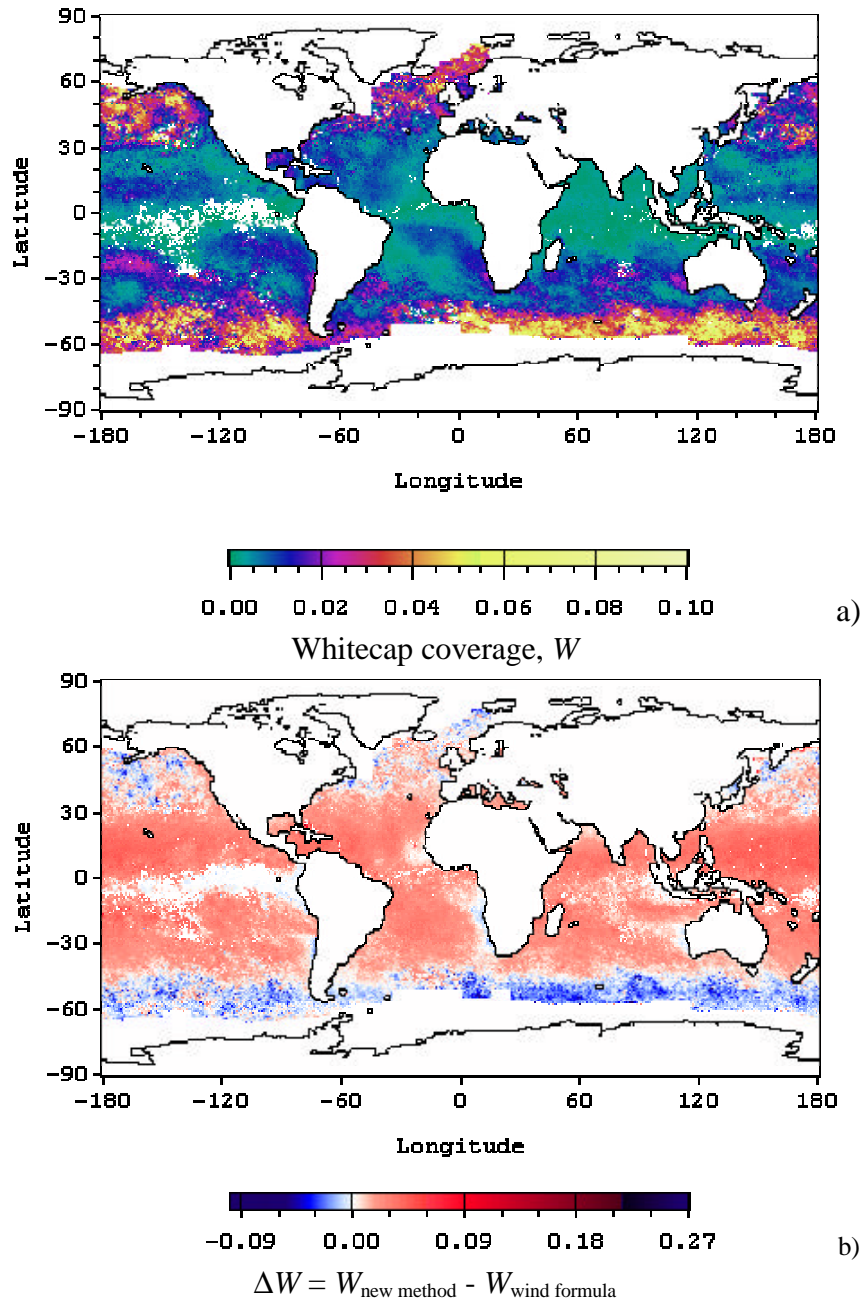 90
60
30
0
-30
-60
-90
Latitude
-180 -120 -60 0 60 120 180
Longitude
0.00 0.02 0.04 0.06 0.08 0.10
a)
Whitecap coverage, W
90
60
30
0
-30
-60
-90
Latitude
-180 -120 -60 0 60 120 180
Longitude
-0.09 0.00 0.09 0.18 0.27
b)
ΔW = W new method - W wind formula